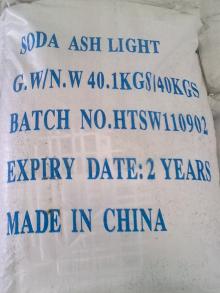 SODA ASH LIGHT
G.W/N.W 40.1KGS/40KGS
BATCH NO.HTSW110902
EXPIRY DATE:2 YEARS
MADE IN CHINA